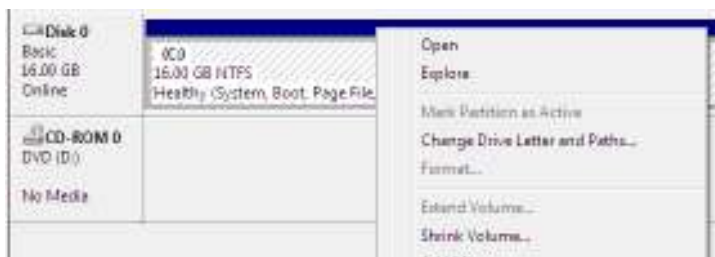 Disk 0
Basic
16.00 GB
Online
(C:)
16.00 GB NTFS
Healthy (System, Boot, Page File,
CD-ROM 0
DVD (D:)
No Media
Open
Explore
Mark Partition as Active
Change Drive Letter and Paths...
Format...
Extend Volume...
Shrink Volume...